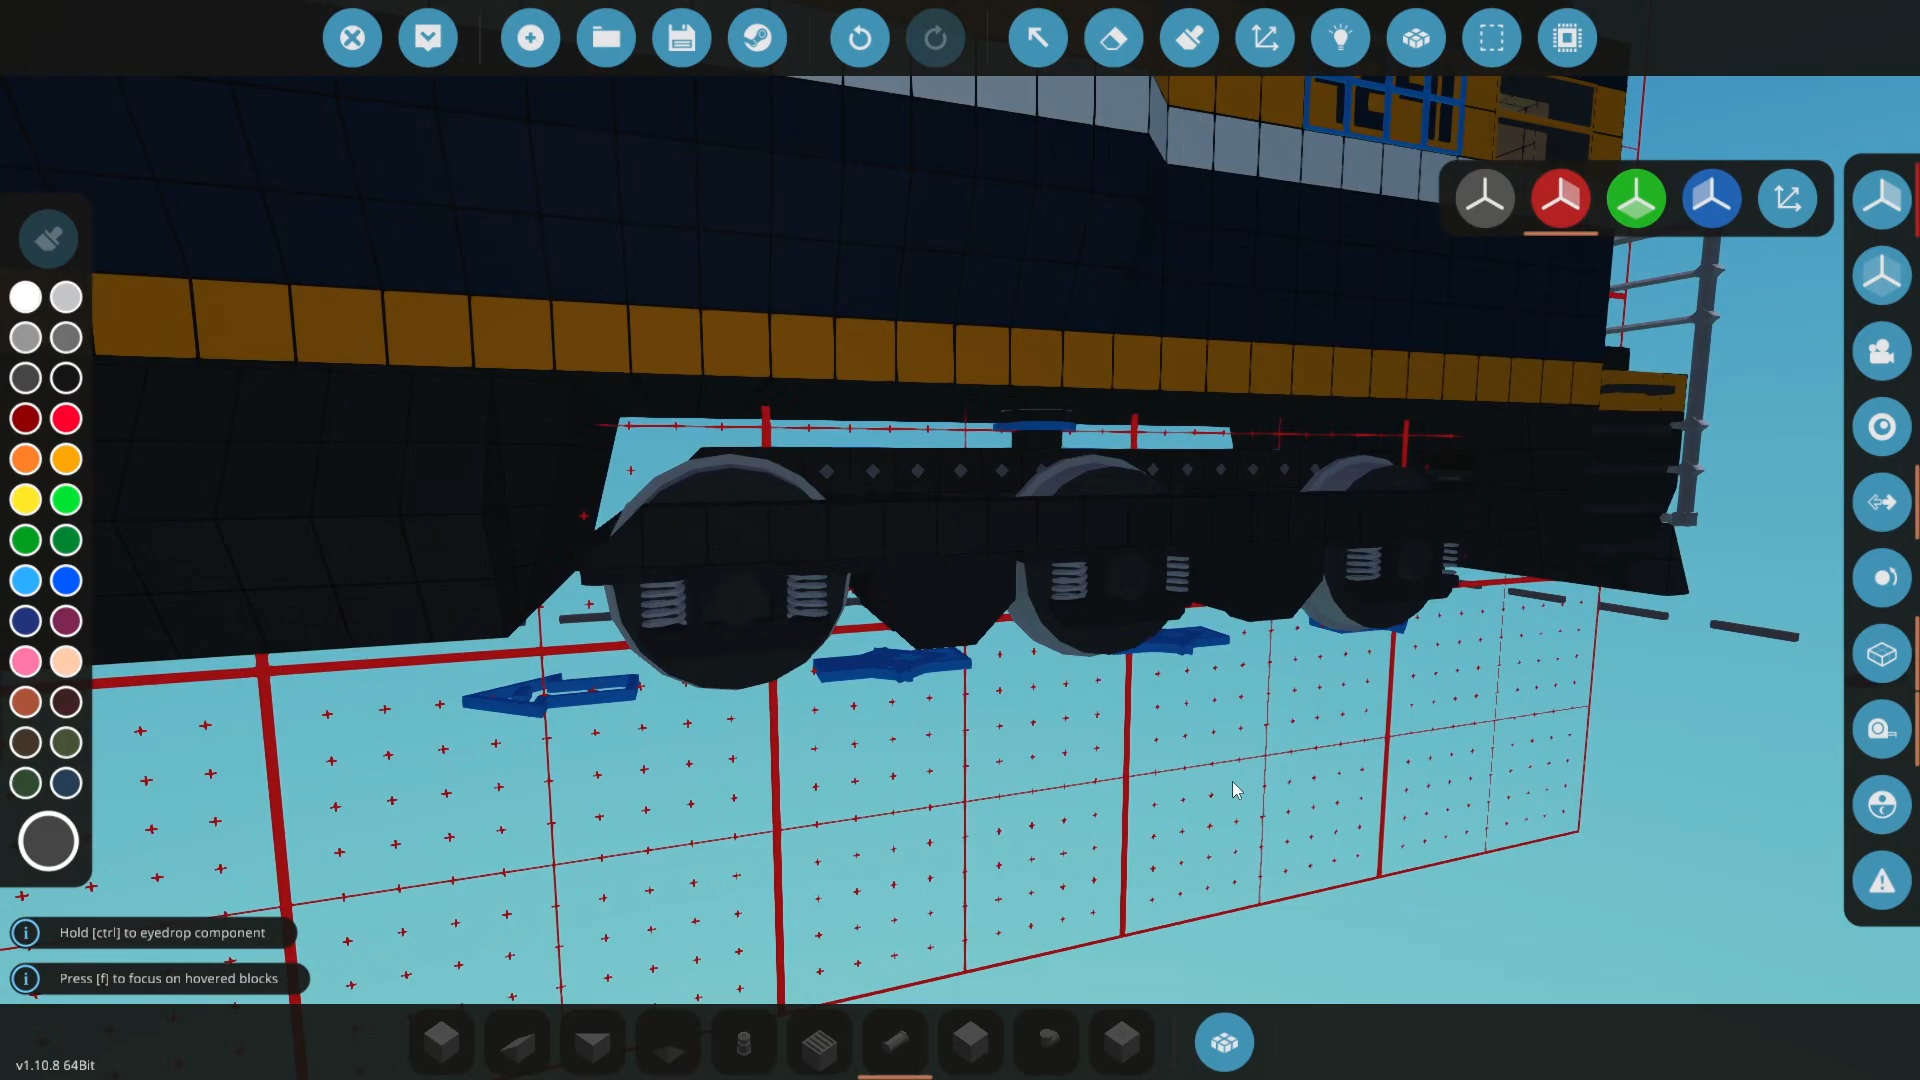 Hold [ctrl] to eyedrop component
Press [f] to focus on hovered blocks
v1.10.8 64Bit